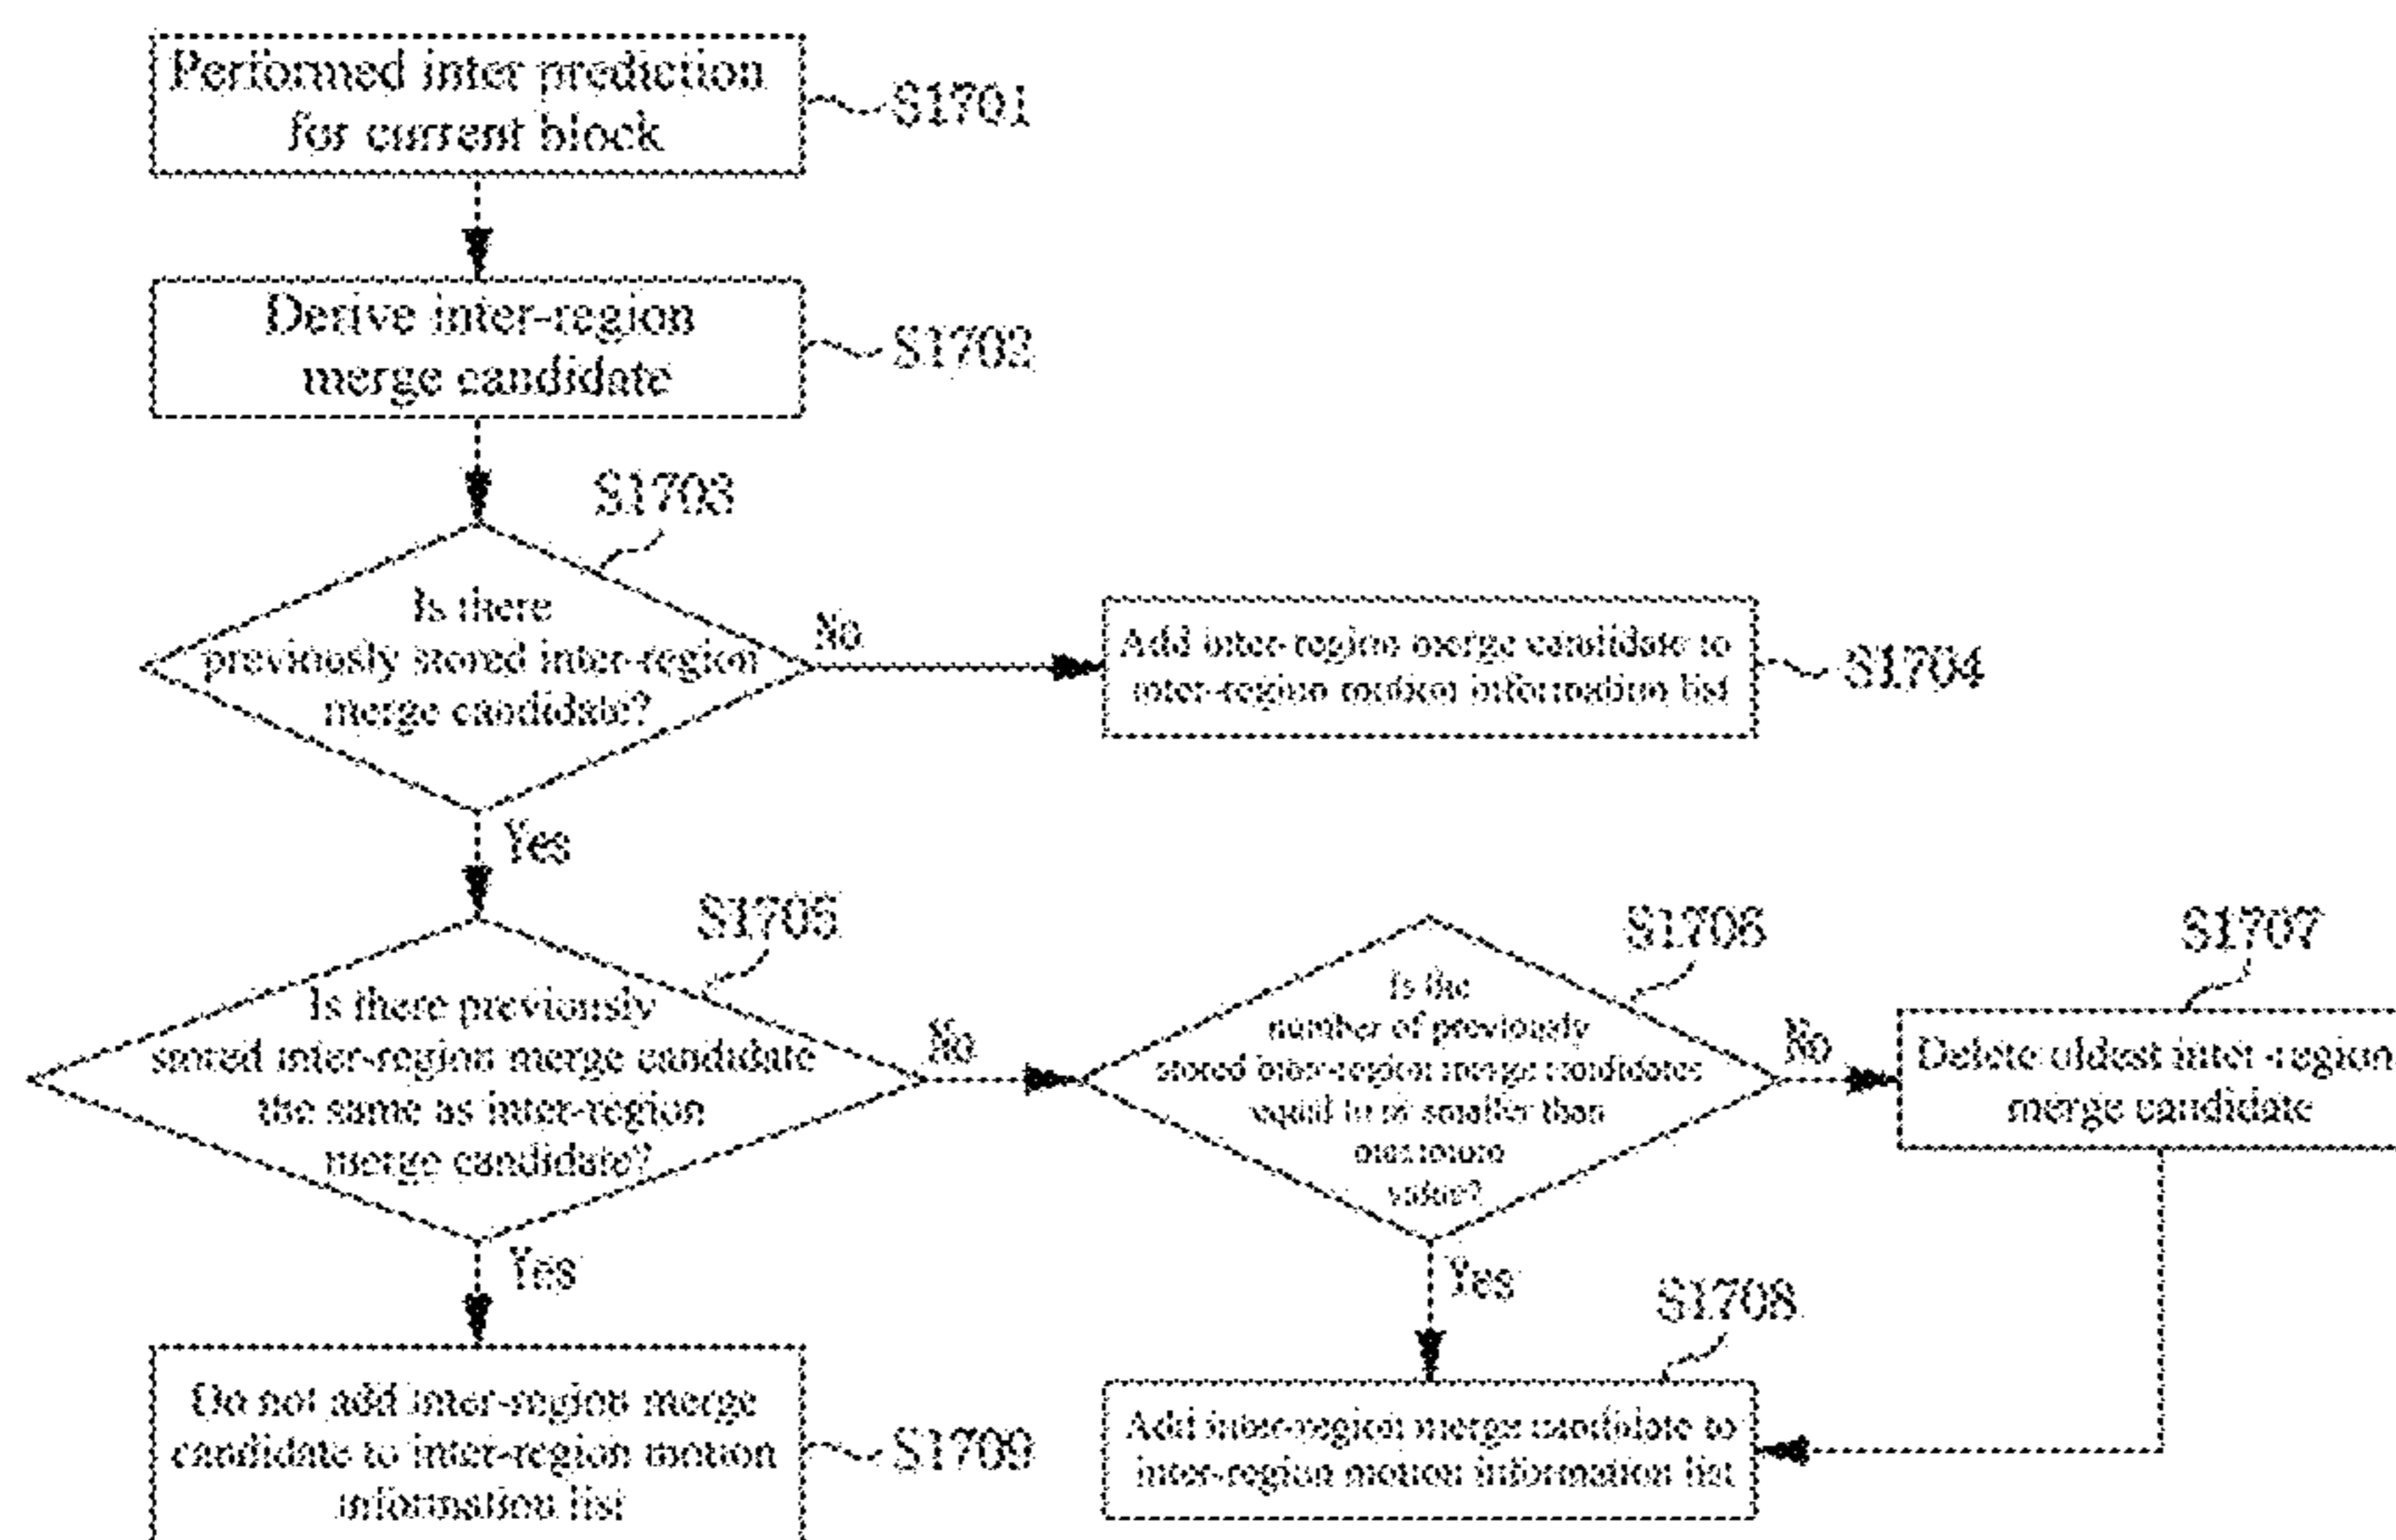 Performed inter prediction
for current block
S1701
Derive inter-region
merge candidate
S1702
S1703
Is there
previously stored inter-region
merge candidate?
No
Add inter-region merge candidate to
inter-region motion information list
S1704
Yes
S1705
Is there previously
stored inter-region merge candidate
the same as inter-region
merge candidate?
No
S1706
Is the
number of previously
stored inter-region merge candidates
equal to or smaller than
maximum
value?
No
S1707
Delete oldest inter-region
merge candidate
Yes
Yes
S1708
Do not add inter-region merge
candidate to inter-region motion
information list
S1709
Add inter-region merge candidate to
inter-region motion information list